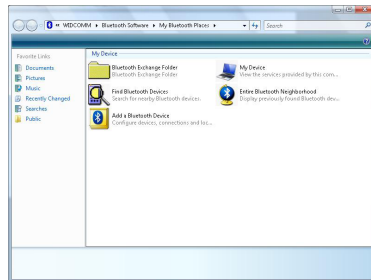 « WIDCOMM ▸ Bluetooth Software ▸ My Bluetooth Places ▸
Search
Favorite Links
Documents
Pictures
Music
Recently Changed
Searches
Public
My Device
Bluetooth Exchange Folder
Bluetooth Exchange Folder
My Device
View the services provided by this com...
Find Bluetooth Devices
Search for nearby Bluetooth devices.
Entire Bluetooth Neighborhood
Display previously found Bluetooth dev...
Add a Bluetooth Device
Configure devices, connections and loc...